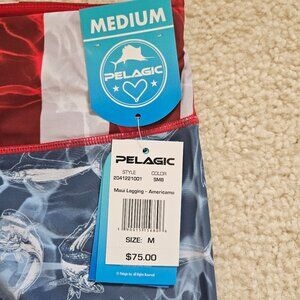 MEDIUM
PELAGIC
PELAGIC
STYLE COLOR
2041221001 SMB
Maui Legging - Americamo
SIZE: M
$75.00